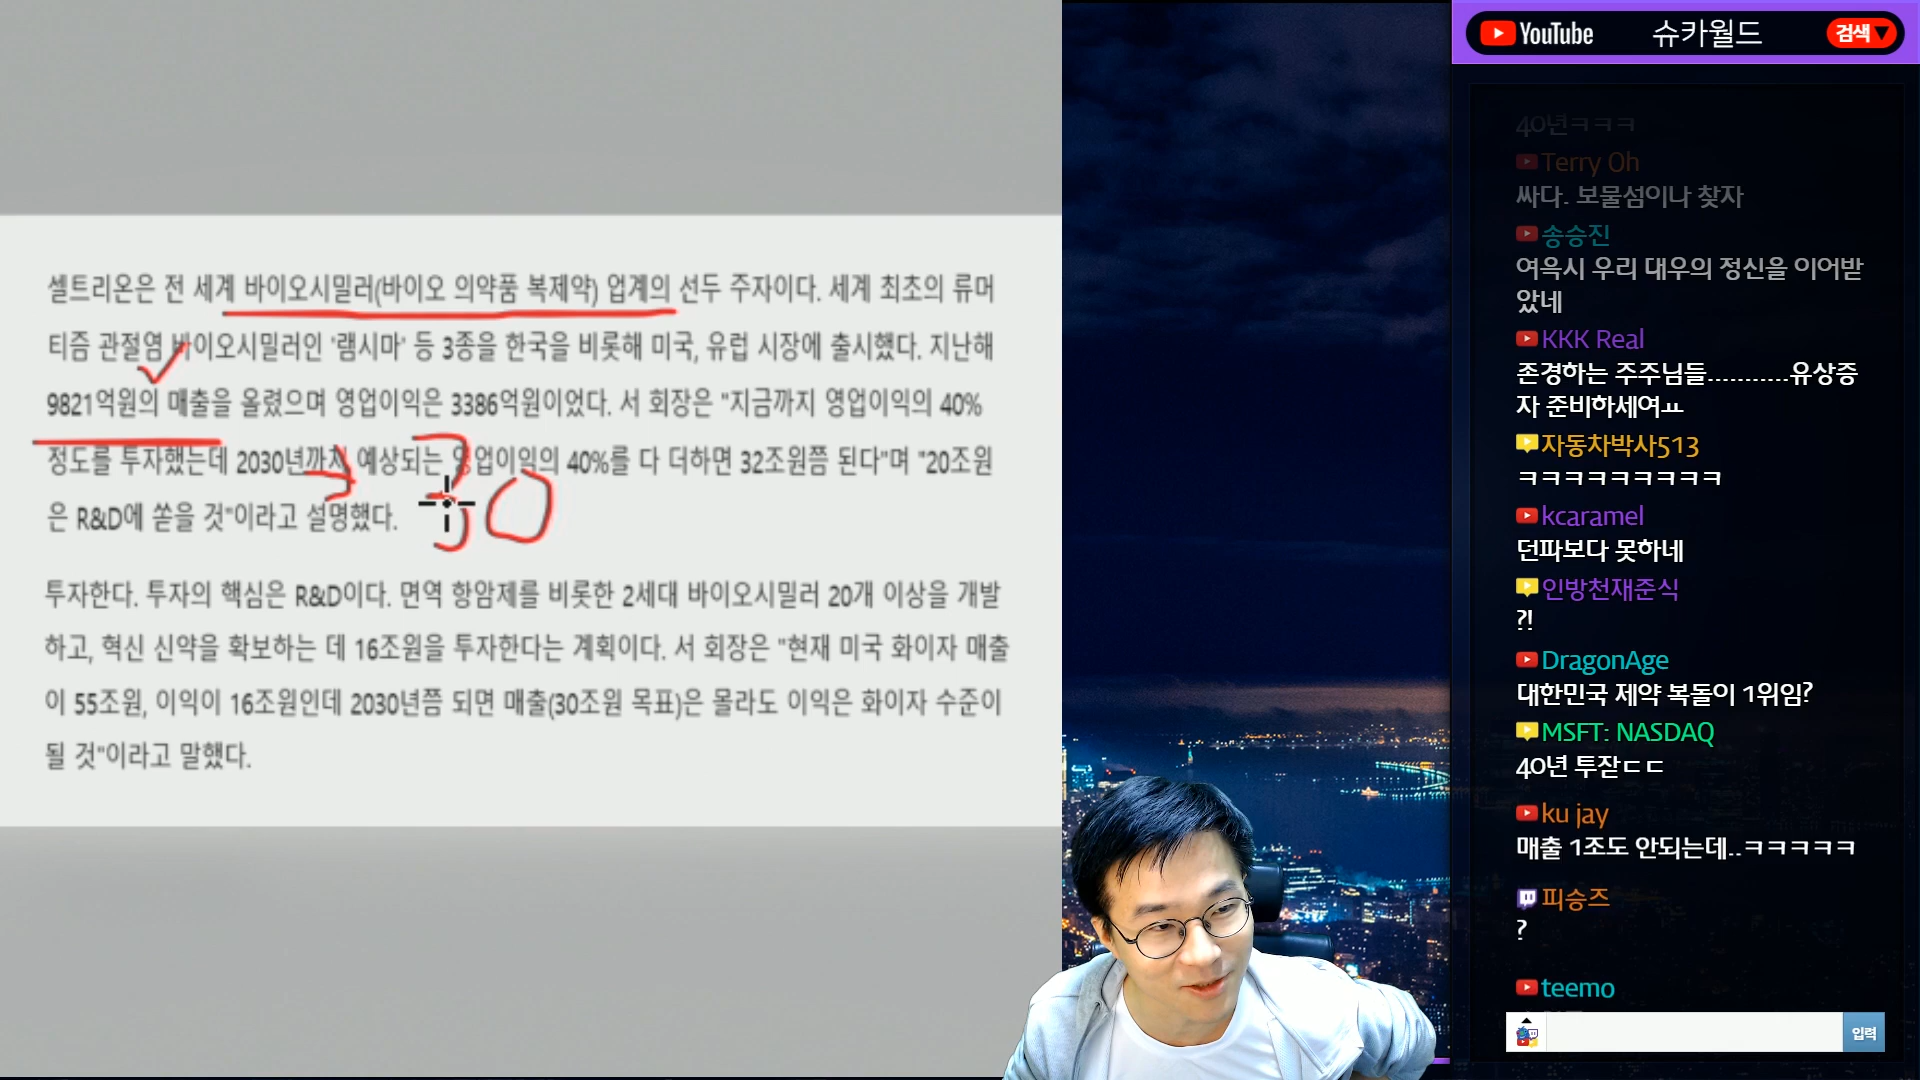 셀트리온은 전 세계 바이오시밀러(바이오 의약품 복제약) 업계의 선두 주자이다. 세계 최초의 류머
티즘 관절염 바이오시밀러인 '램시마' 등 3종을 한국을 비롯해 미국, 유럽 시장에 출시했다. 지난해
9821억원의 매출을 올렸으며 영업이익은 3386억원이었다. 서 회장은 "지금까지 영업이익의 40%
정도를 투자했는데 2030년까지 예상되는 영업이익의 40%를 다 더하면 32조원쯤 된다"며 "20조원
은 R&D에 쏟을 것"이라고 설명했다.
30
투자한다. 투자의 핵심은 R&D이다. 면역 항암제를 비롯한 2세대 바이오시밀러 20개 이상을 개발
하고, 혁신 신약을 확보하는 데 16조원을 투자한다는 계획이다. 서 회장은 "현재 미국 화이자 매출
이 55조원, 이익이 16조원인데 2030년쯤 되면 매출(30조원 목표)은 몰라도 이익은 화이자 수준이
될 것"이라고 말했다.
YouTube 슈카월드 검색▼
40년ㅋㅋㅋ
Terry Oh
싸다. 보물섬이나 찾자
송승진
여윽시 우리 대우의 정신을 이어받
았네
KKK Real
존경하는 주주님들...........유상증
자 준비하세여ㅛ
自动차박사513
ㅋㅋㅋㅋㅋㅋㅋㅋㅋ
kcaramel
던파보다 못하네
인방천재준식
?!
DragonAge
대한민국 제약 복돌이 1위임?
MSFT: NASDAQ
40년 투잗ㄷㄷ
ku jay
매출 1조도 안되는데..ㅋㅋㅋㅋㅋ
피승즈
?
teemo
입력